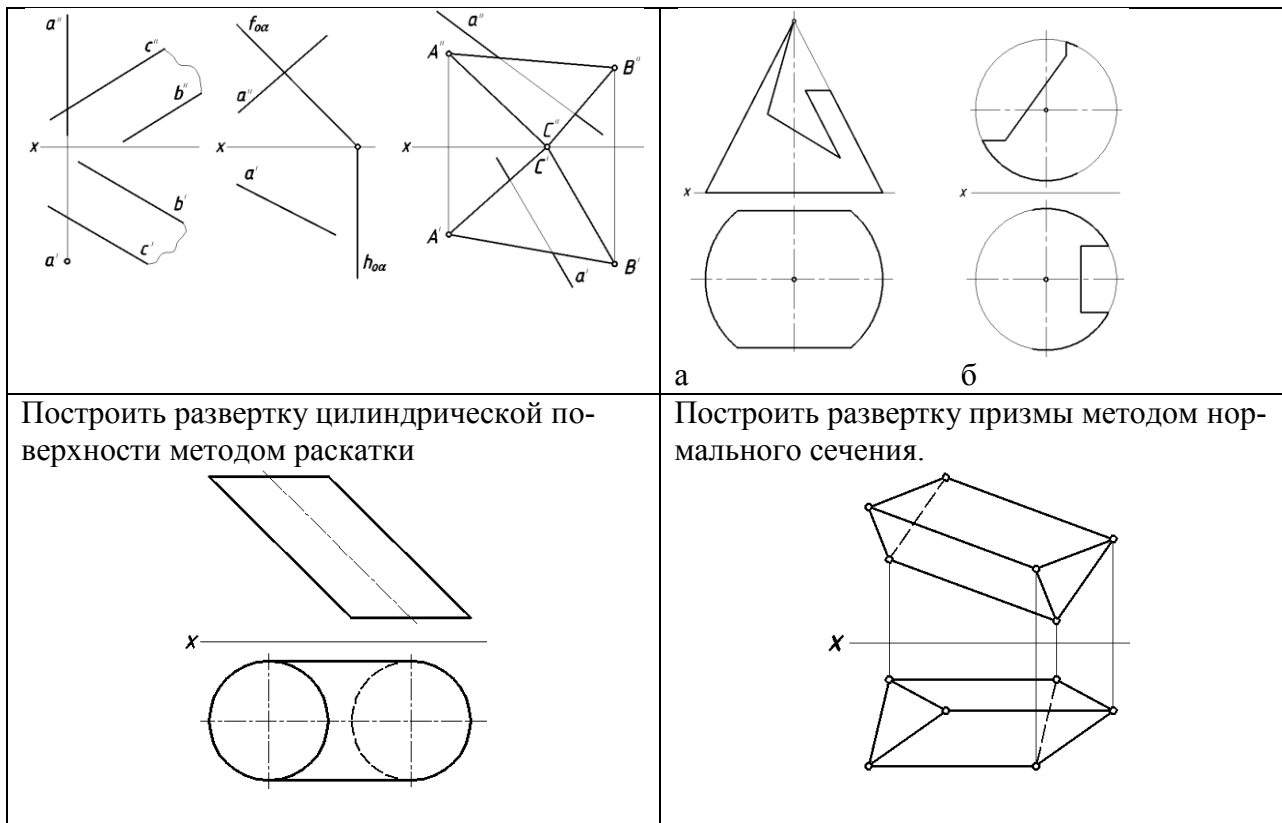 a″ c″ b″ x b′ c′ a′
f₀α a″ a′ h₀α
a″ A″ B″ C″ x C′ A′ B′ a′
x x
а б
Построить развертку цилиндрической по-
верхности методом раскатки
x
Построить развертку призмы методом нор-
мального сечения.
x